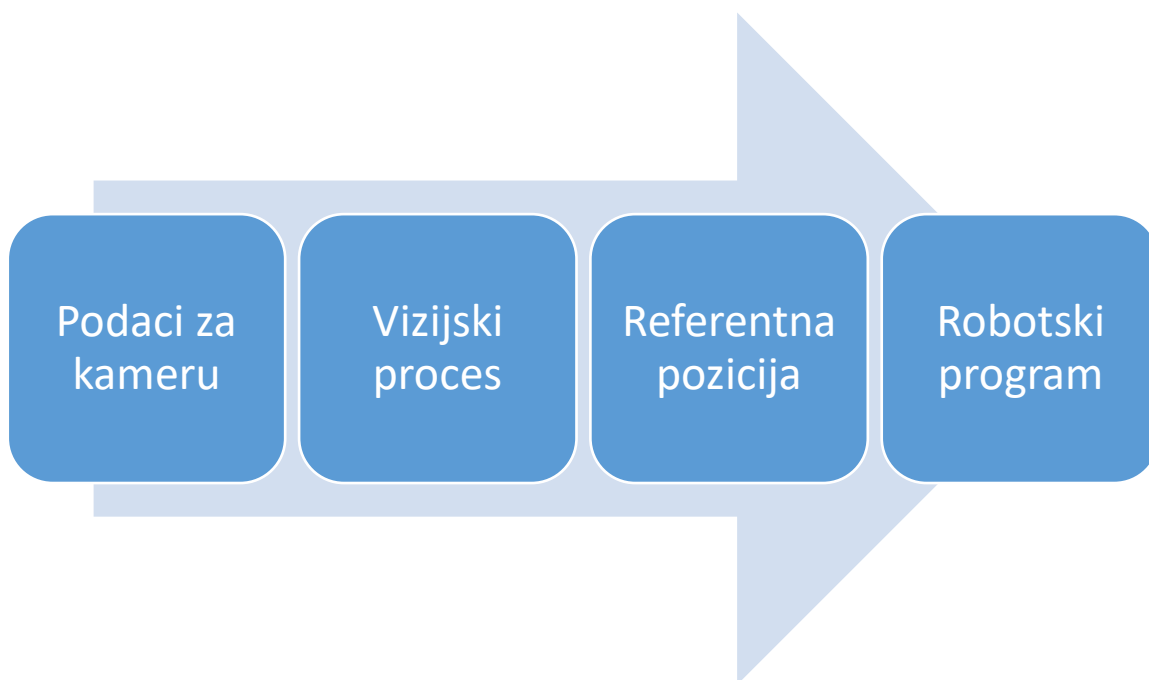 Podaci za
kameru
Vizijski
proces
Referentna
pozicija
Robotski
program